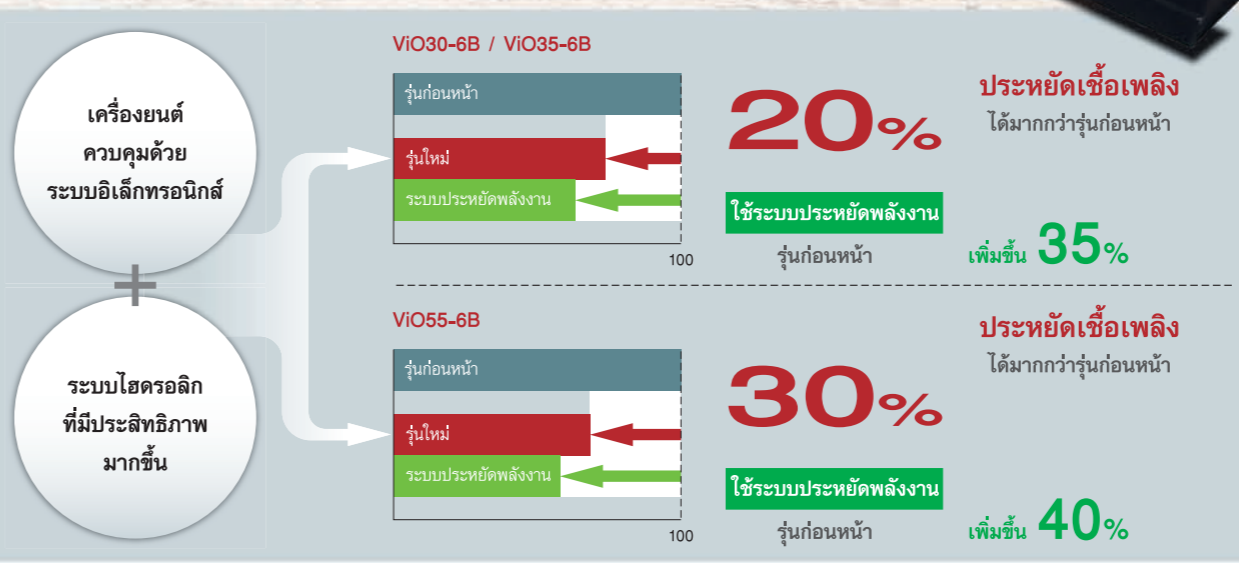 เครื่องยนต์
ควบคุมด้วย
ระบบอิเล็กทรอนิกส์
+
ระบบไฮดรอลิก
ที่มีประสิทธิภาพ
มากขึ้น
ViO30-6B / ViO35-6B
รุ่นก่อนหน้า
รุ่นใหม่
ระบบประหยัดพลังงาน
100
20%
ประหยัดเชื้อเพลิง
ได้มากกว่ารุ่นก่อนหน้า
ใช้ระบบประหยัดพลังงาน
รุ่นก่อนหน้า
เพิ่มขึ้น 35%
ViO55-6B
รุ่นก่อนหน้า
รุ่นใหม่
ระบบประหยัดพลังงาน
100
30%
ประหยัดเชื้อเพลิง
ได้มากกว่ารุ่นก่อนหน้า
ใช้ระบบประหยัดพลังงาน
รุ่นก่อนหน้า
เพิ่มขึ้น 40%